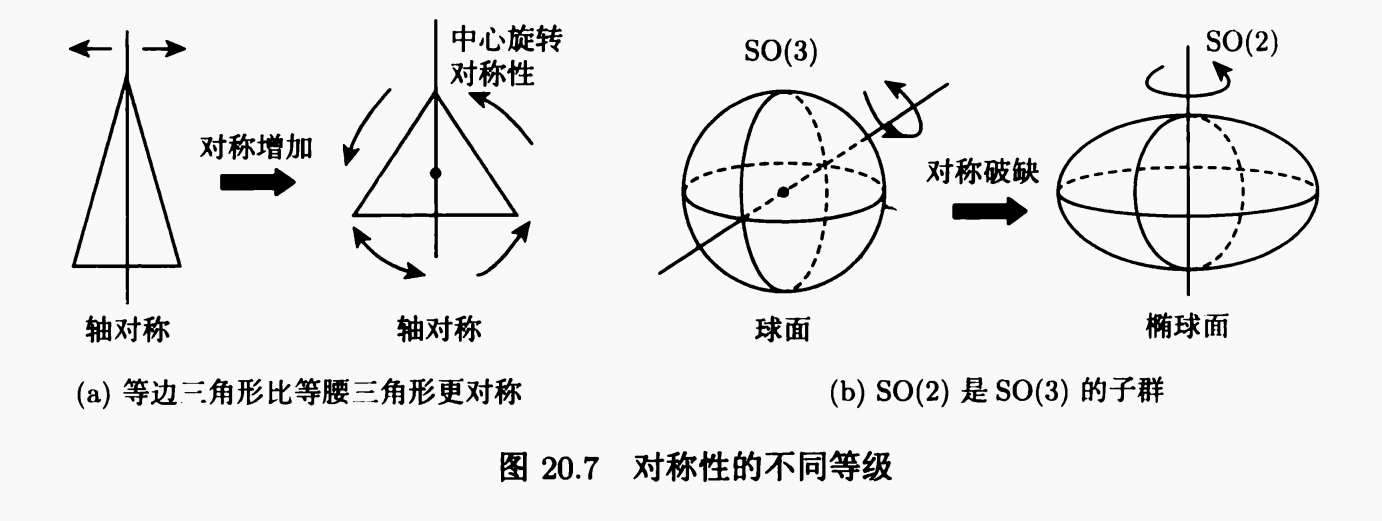 中心旋转
对称性
对称增加
轴对称
轴对称
(a) 等边三角形比等腰三角形更对称
SO(3)
SO(2)
对称破缺
球面
椭球面
(b) SO(2) 是 SO(3) 的子群
图 20.7 对称性的不同等级